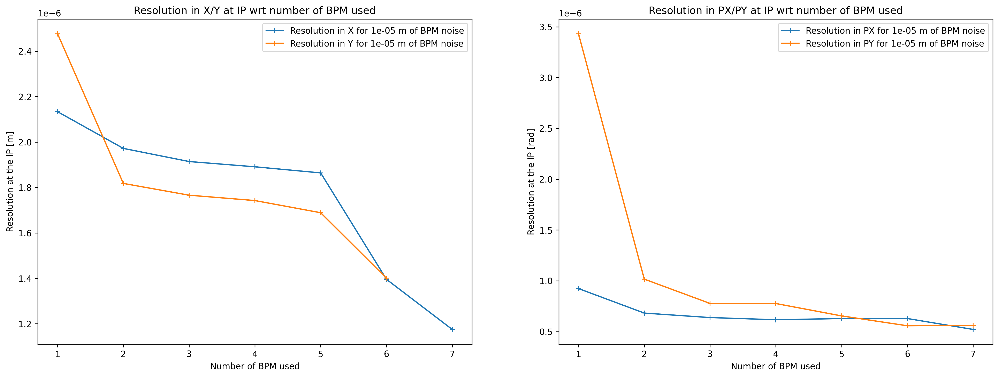 Resolution in X/Y at IP wrt number of BPM used
1e−6
Resolution in X for 1e-05 m of BPM noise
Resolution in Y for 1e-05 m of BPM noise
2.4
2.2
2.0
1.8
1.6
1.4
1.2
Resolution at the IP [m]
1 2 3 4 5 6 7
Number of BPM used
Resolution in PX/PY at IP wrt number of BPM used
1e−6
Resolution in PX for 1e-05 m of BPM noise
Resolution in PY for 1e-05 m of BPM noise
3.5
3.0
2.5
2.0
1.5
1.0
0.5
Resolution at the IP [rad]
1 2 3 4 5 6 7
Number of BPM used